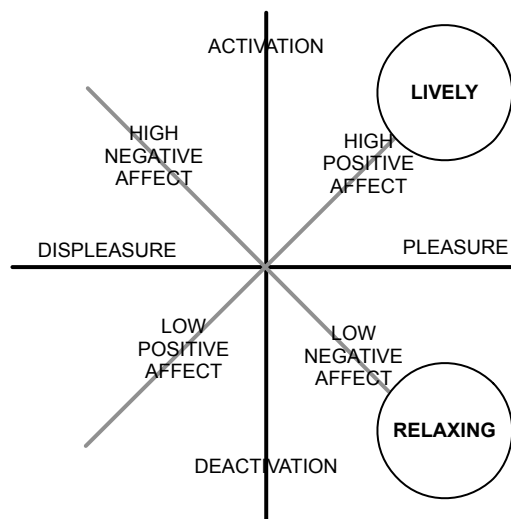 ACTIVATION
LIVELY
HIGH
NEGATIVE
AFFECT
HIGH
POSITIVE
AFFECT
DISPLEASURE
PLEASURE
LOW
POSITIVE
AFFECT
LOW
NEGATIVE
AFFECT
RELAXING
DEACTIVATION